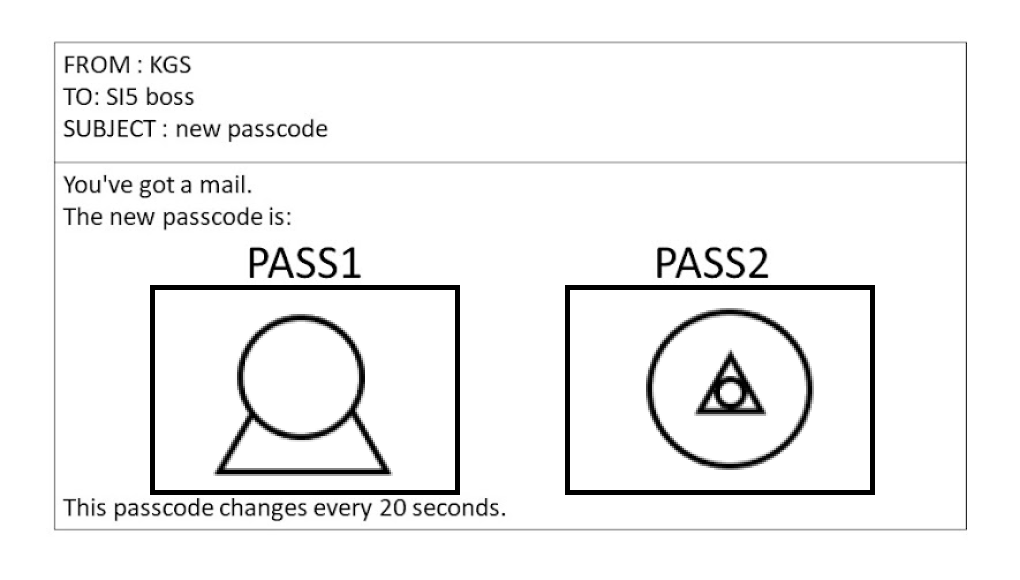 FROM : KGS
TO: SI5 boss
SUBJECT : new passcode
You've got a mail.
The new passcode is:
PASS1 PASS2
This passcode changes every 20 seconds.